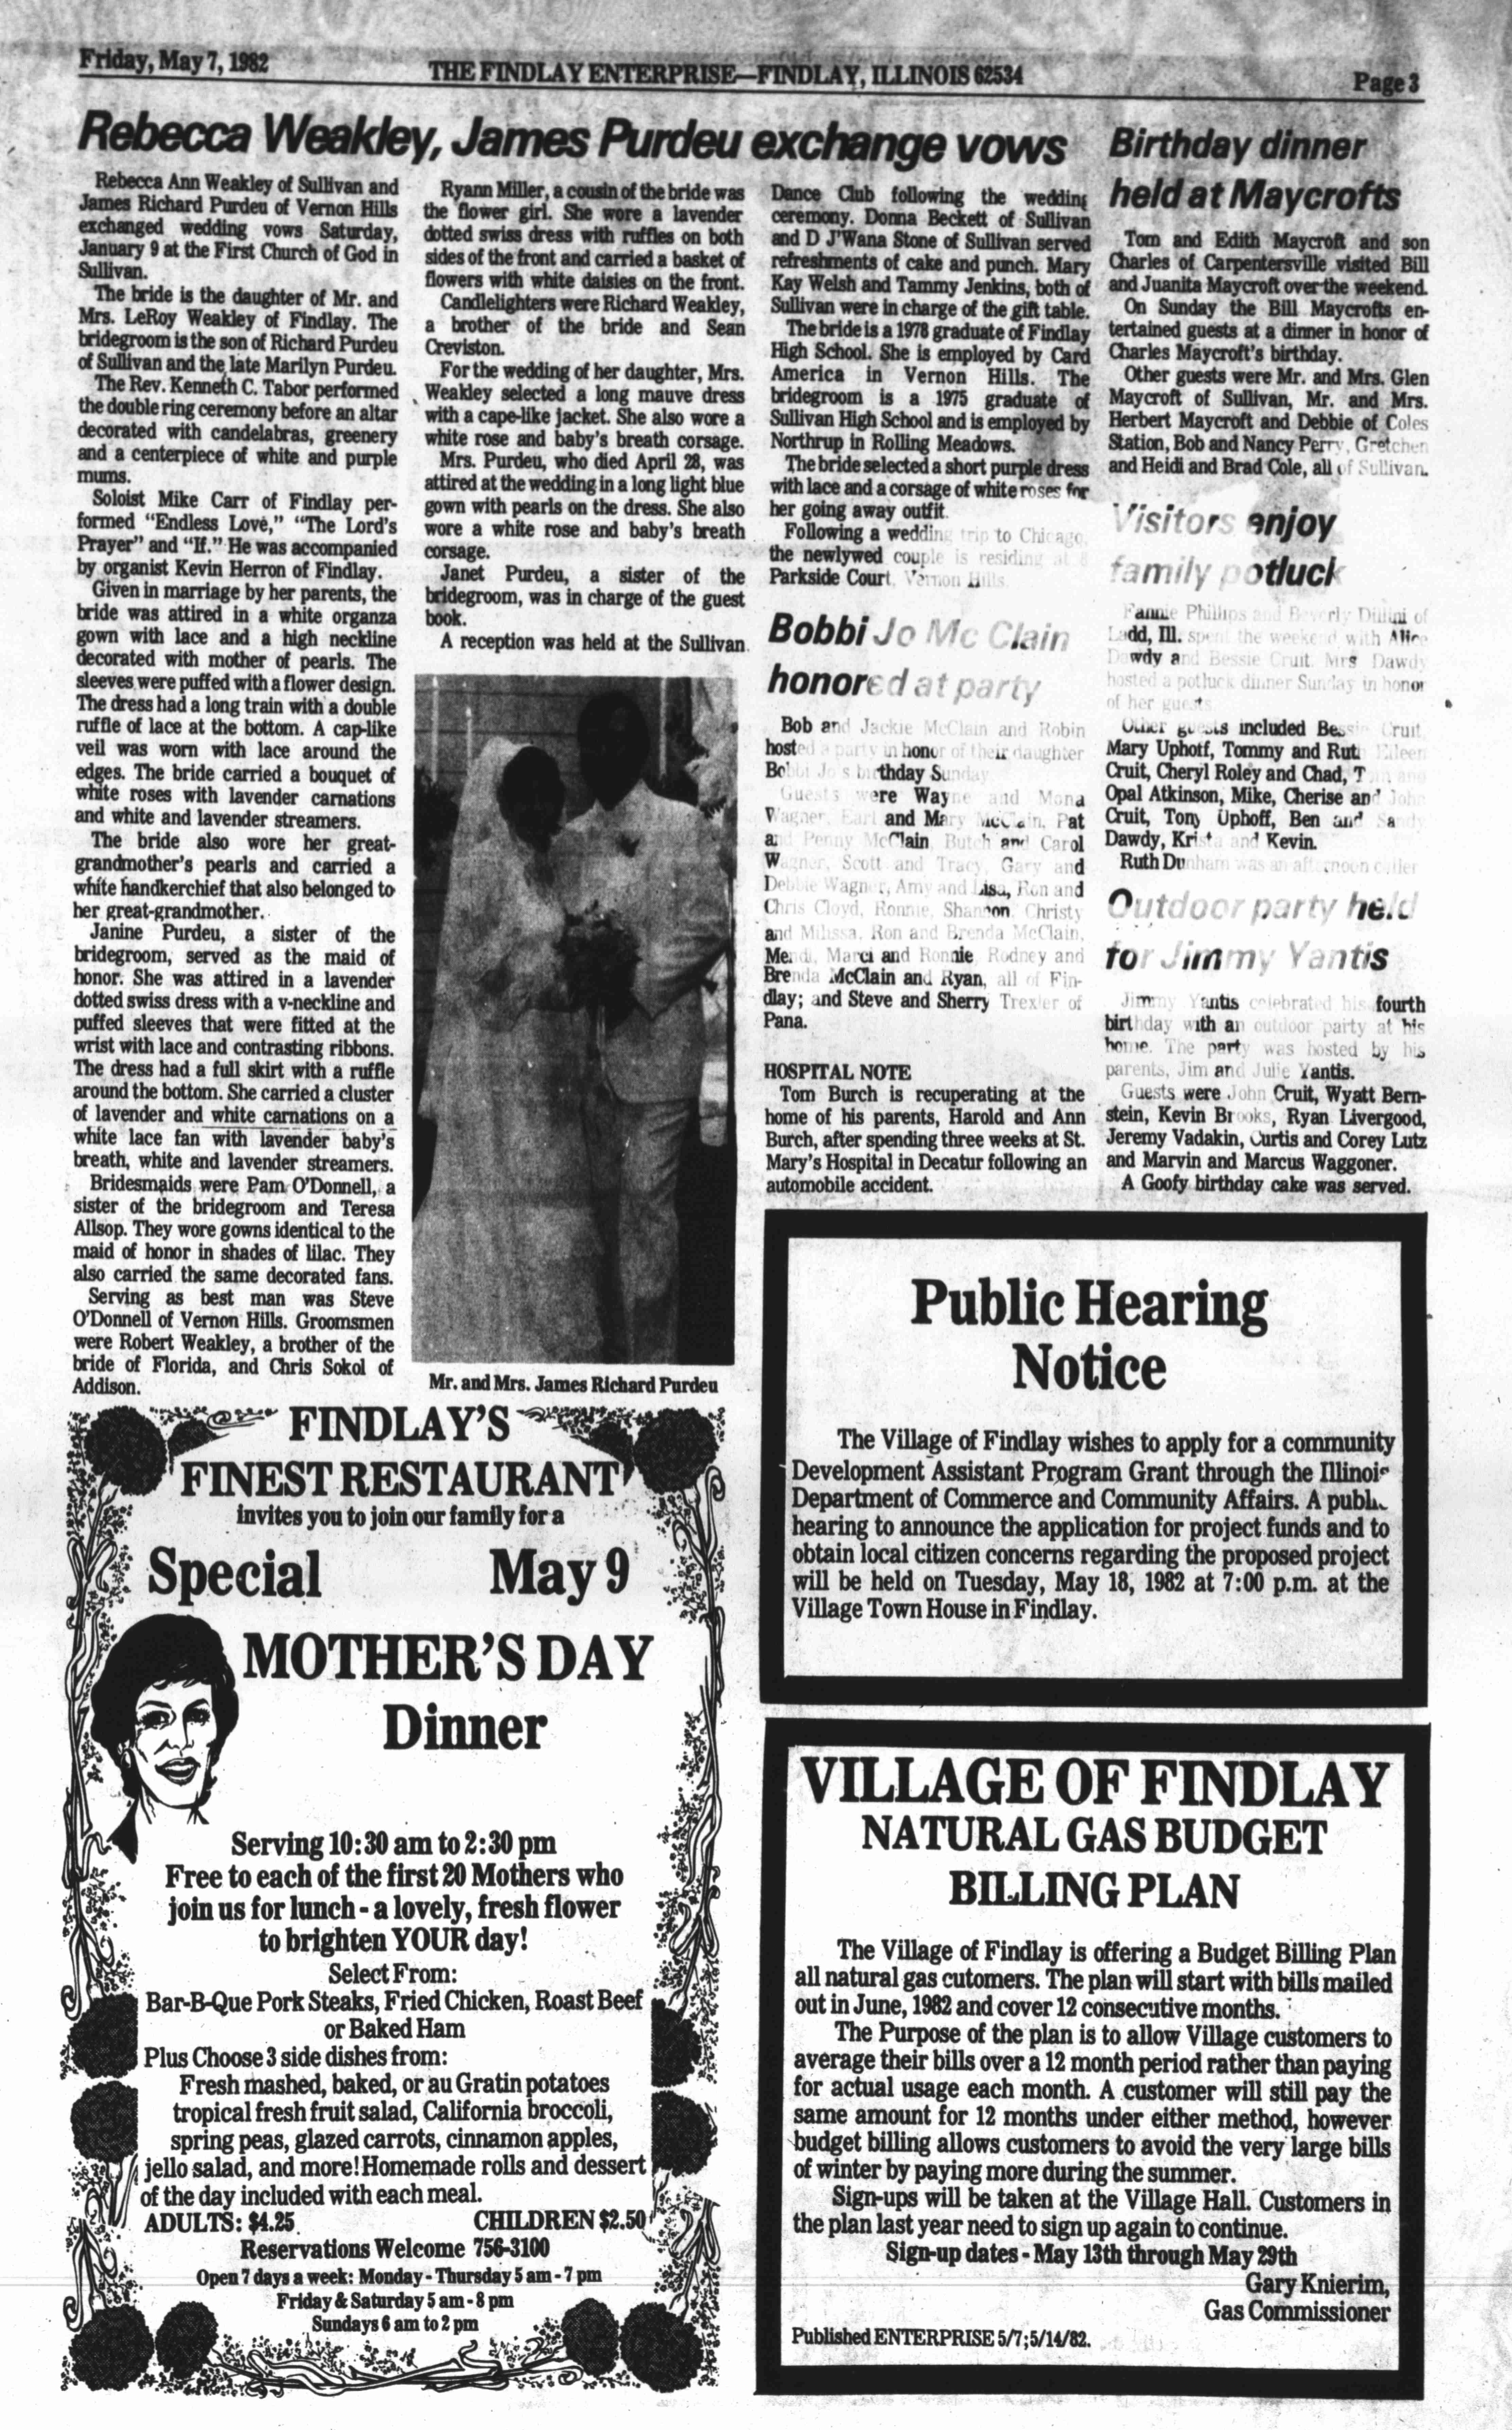 Friday, May 7, 1982
THE FINDLAY ENTERPRISE—FINDLAY, ILLINOIS 62534
Page 3
Rebecca Weakley, James Purdeu exchange vows
Rebecca Ann Weakley of Sullivan and
James Richard Purdeu of Vernon Hills
exchanged wedding vows Saturday,
January 9 at the First Church of God in
Sullivan.
The bride is the daughter of Mr. and
Mrs. LeRoy Weakley of Findlay. The
bridegroom is the son of Richard Purdeu
of Sullivan and the late Marilyn Purdeu.
The Rev. Kenneth C. Tabor performed
the double ring ceremony before an altar
decorated with candelabras, greenery
and a centerpiece of white and purple
mums.
Soloist Mike Carr of Findlay per-
formed "Endless Love," "The Lord's
Prayer" and "If." He was accompanied
by organist Kevin Herron of Findlay.
Given in marriage by her parents, the
bride was attired in a white organza
gown with lace and a high neckline
decorated with mother of pearls. The
sleeves were puffed with a flower design.
The dress had a long train with a double
ruffle of lace at the bottom. A cap-like
veil was worn with lace around the
edges. The bride carried a bouquet of
white roses with lavender carnations
and white and lavender streamers.
The bride also wore her great-
grandmother's pearls and carried a
white handkerchief that also belonged to
her great-grandmother.
Janine Purdeu, a sister of the
bridegroom, served as the maid of
honor. She was attired in a lavender
dotted swiss dress with a v-neckline and
puffed sleeves that were fitted at the
wrist with lace and contrasting ribbons.
The dress had a full skirt with a ruffle
around the bottom. She carried a cluster
of lavender and white carnations on a
white lace fan with lavender baby's
breath, white and lavender streamers.
Bridesmaids were Pam O'Donnell, a
sister of the bridegroom and Teresa
Allsop. They wore gowns identical to the
maid of honor in shades of lilac. They
also carried the same decorated fans.
Serving as best man was Steve
O'Donnell of Vernon Hills. Groomsmen
were Robert Weakley, a brother of the
bride of Florida, and Chris Sokol of
Addison.
Ryann Miller, a cousin of the bride was
the flower girl. She wore a lavender
dotted swiss dress with ruffles on both
sides of the front and carried a basket of
flowers with white daisies on the front.
Candlelighters were Richard Weakley,
a brother of the bride and Sean
Creviston.
For the wedding of her daughter, Mrs.
Weakley selected a long mauve dress
with a cape-like jacket. She also wore a
white rose and baby's breath corsage.
Mrs. Purdeu, who died April 28, was
attired at the wedding in a long light blue
gown with pearls on the dress. She also
wore a white rose and baby's breath
corsage.
Janet Purdeu, a sister of the
bridegroom, was in charge of the guest
book.
A reception was held at the Sullivan
Mr. and Mrs. James Richard Purdeu
Dance Club following the wedding
ceremony. Donna Beckett of Sullivan
and D J'Wana Stone of Sullivan served
refreshments of cake and punch. Mary
Kay Welsh and Tammy Jenkins, both of
Sullivan were in charge of the gift table.
The bride is a 1978 graduate of Findlay
High School. She is employed by Card
America in Vernon Hills. The
bridegroom is a 1975 graduate of
Sullivan High School and is employed by
Northrup in Rolling Meadows.
The bride selected a short purple dress
with lace and a corsage of white roses for
her going away outfit.
Following a wedding trip to Chicago,
the newlywed couple is residing at 8
Parkside Court, Vernon Hills.
Bobbi Jo Mc Clain
honored at party
Bob and Jackie McClain and Robin
hosted a party in honor of their daughter
Bobbi Jo's birthday Sunday.
Guests were Wayne and Mona
Wagner, Earl and Mary McClain, Pat
and Penny McClain, Butch and Carol
Wagner, Scott and Tracy, Gary and
Debbie Wagner, Amy and Lisa, Ron and
Chris Cloyd, Ronnie, Shannon, Christy
and Milissa, Ron and Brenda McClain,
Mendi, Marci and Ronnie, Rodney and
Brenda McClain and Ryan, all of Fin-
dlay; and Steve and Sherry Trexler of
Pana.
HOSPITAL NOTE
Tom Burch is recuperating at the
home of his parents, Harold and Ann
Burch, after spending three weeks at St.
Mary's Hospital in Decatur following an
automobile accident.
Birthday dinner
held at Maycrofts
Tom and Edith Maycroft and son
Charles of Carpentersville visited Bill
and Juanita Maycroft over the weekend.
On Sunday the Bill Maycrofts en-
tertained guests at a dinner in honor of
Charles Maycroft's birthday.
Other guests were Mr. and Mrs. Glen
Maycroft of Sullivan, Mr. and Mrs.
Herbert Maycroft and Debbie of Coles
Station, Bob and Nancy Perry, Gretchen
and Heidi and Brad Cole, all of Sullivan.
Visitors enjoy
family potluck
Fannie Phillips and Beverly of
Ladd, Ill. spent the weekend with Alice
Dawdy and Bessie Cruit. Mrs Dawdy
hosted a potluck dinner Sunday in honor
of her guests.
Other guests included Bessie Cruit,
Mary Uphoff, Tommy and Ruth Eileen
Cruit, Cheryl Roley and Chad, Tom and
Opal Atkinson, Mike, Cherise and John
Cruit, Tony Uphoff, Ben and Sandy
Dawdy, Krista and Kevin.
Ruth Dunham was an afternoon caller
Outdoor party held
for Jimmy Yantis
Jimmy Yantis celebrated his fourth
birthday with an outdoor party at his
home. The party was hosted by his
parents, Jim and Julie Yantis.
Guests were John Cruit, Wyatt Bern-
stein, Kevin Brooks, Ryan Livergood,
Jeremy Vadakin, Curtis and Corey Lutz
and Marvin and Marcus Waggoner.
A Goofy birthday cake was served.
FINDLAY'S
FINEST RESTAURANT
invites you to join our family for a
Special May 9
MOTHER'S DAY
Dinner
Serving 10:30 am to 2:30 pm
Free to each of the first 20 Mothers who
join us for lunch - a lovely, fresh flower
to brighten YOUR day!
Select From:
Bar-B-Que Pork Steaks, Fried Chicken, Roast Beef
or Baked Ham
Plus Choose 3 side dishes from:
Fresh mashed, baked, or au Gratin potatoes
tropical fresh fruit salad, California broccoli,
spring peas, glazed carrots, cinnamon apples,
jello salad, and more! Homemade rolls and dessert
of the day included with each meal.
ADULTS: $4.25 CHILDREN $2.50
Reservations Welcome 756-3100
Open 7 days a week: Monday - Thursday 5 am - 7 pm
Friday & Saturday 5 am - 8 pm
Sundays 6 am to 2 pm
Public Hearing
Notice
The Village of Findlay wishes to apply for a community
Development Assistant Program Grant through the Illinois
Department of Commerce and Community Affairs. A public
hearing to announce the application for project funds and to
obtain local citizen concerns regarding the proposed project
will be held on Tuesday, May 18, 1982 at 7:00 p.m. at the
Village Town House in Findlay.
VILLAGE OF FINDLAY
NATURAL GAS BUDGET
BILLING PLAN
The Village of Findlay is offering a Budget Billing Plan
all natural gas cutomers. The plan will start with bills mailed
out in June, 1982 and cover 12 consecutive months.
The Purpose of the plan is to allow Village customers to
average their bills over a 12 month period rather than paying
for actual usage each month. A customer will still pay the
same amount for 12 months under either method, however
budget billing allows customers to avoid the very large bills
of winter by paying more during the summer.
Sign-ups will be taken at the Village Hall. Customers in
the plan last year need to sign up again to continue.
Sign-up dates - May 13th through May 29th
Gary Knierim,
Gas Commissioner
Published ENTERPRISE 5/7;5/14/82.